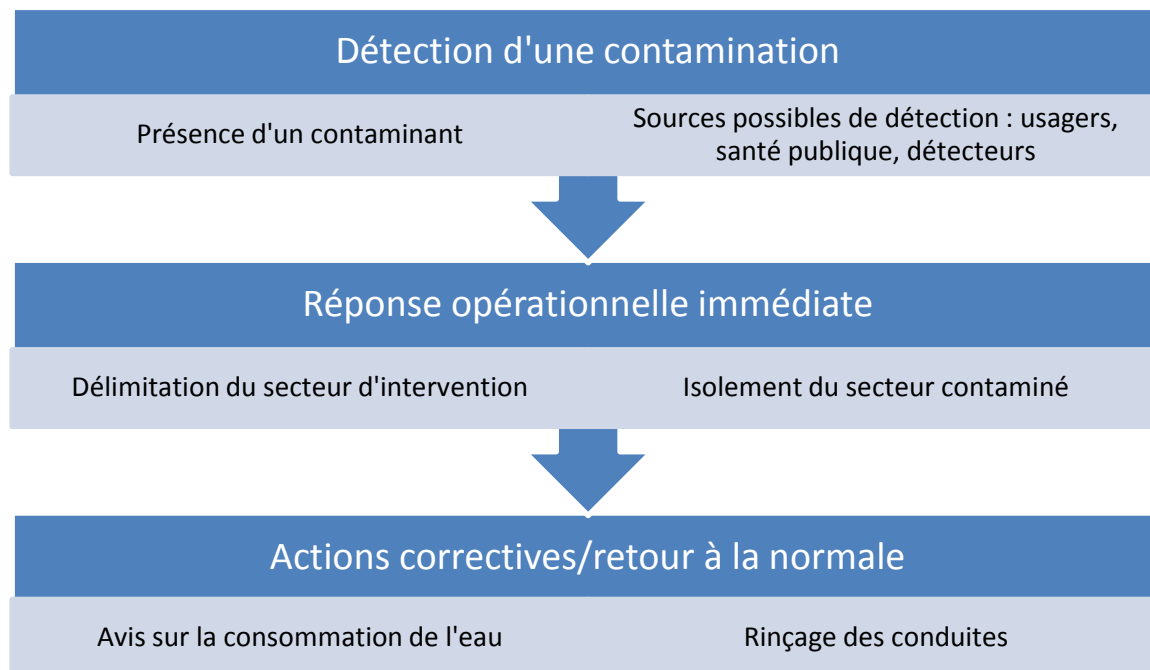 Détection d'une contamination
Présence d'un contaminant
Sources possibles de détection : usagers,
santé publique, détecteurs
Réponse opérationnelle immédiate
Délimitation du secteur d'intervention
Isolement du secteur contaminé
Actions correctives/retour à la normale
Avis sur la consommation de l'eau
Rinçage des conduites